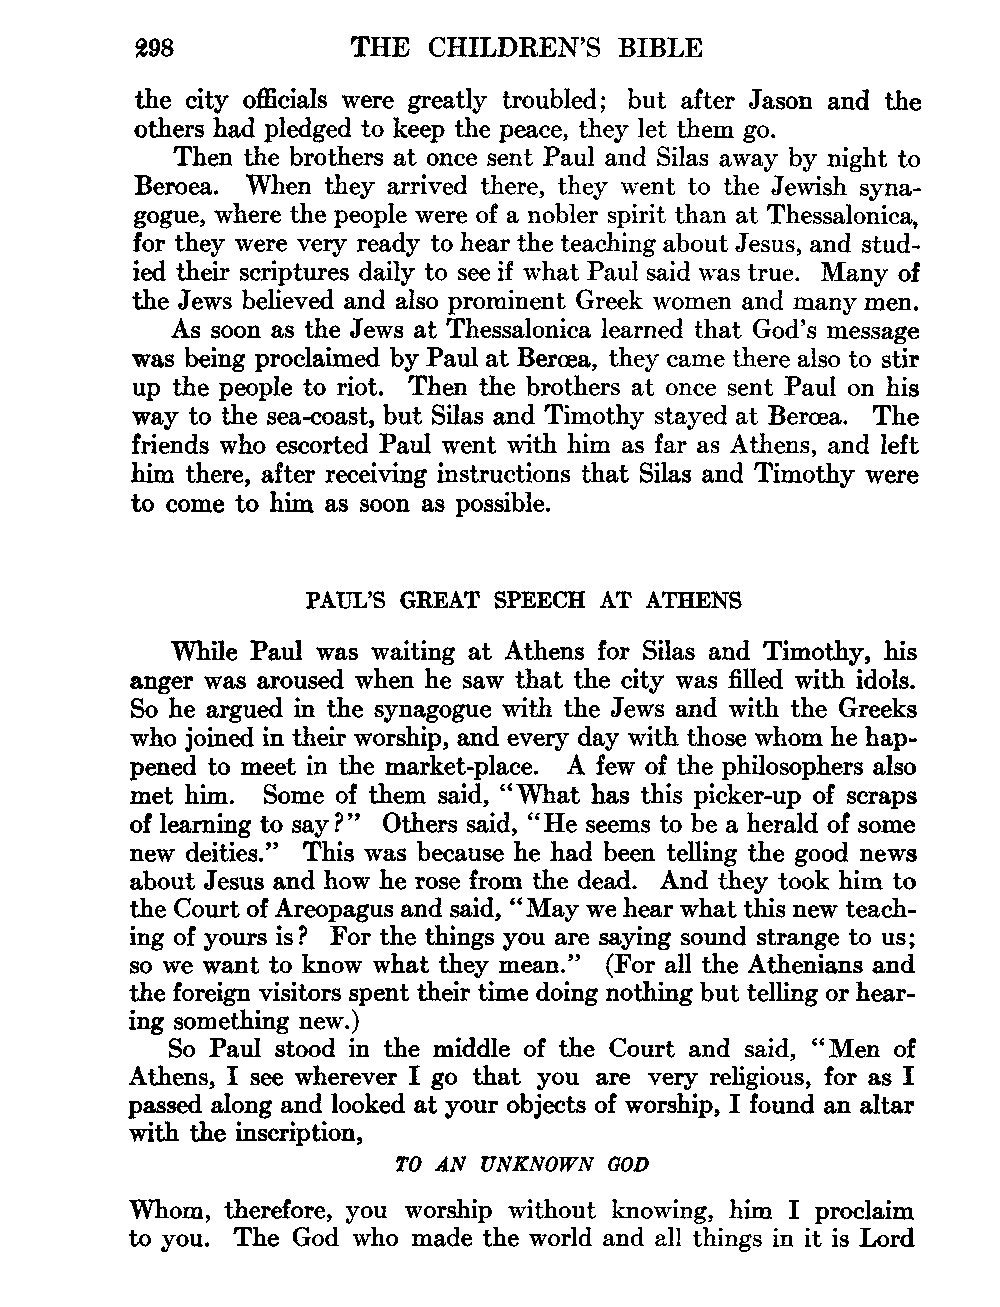 298 THE CHILDREN'S BIBLE
the city officials were greatly troubled; but after Jason and the
others had pledged to keep the peace, they let them go.
Then the brothers at once sent Paul and Silas away by night to
Beroea. When they arrived there, they went to the Jewish syna-
gogue, where the people were of a nobler spirit than at Thessalonica,
for they were very ready to hear the teaching about Jesus, and stud-
ied their scriptures daily to see if what Paul said was true. Many of
the Jews believed and also prominent Greek women and many men.
As soon as the Jews at Thessalonica learned that God's message
was being proclaimed by Paul at Berœa, they came there also to stir
up the people to riot. Then the brothers at once sent Paul on his
way to the sea-coast, but Silas and Timothy stayed at Berœa. The
friends who escorted Paul went with him as far as Athens, and left
him there, after receiving instructions that Silas and Timothy were
to come to him as soon as possible.
PAUL'S GREAT SPEECH AT ATHENS
While Paul was waiting at Athens for Silas and Timothy, his
anger was aroused when he saw that the city was filled with idols.
So he argued in the synagogue with the Jews and with the Greeks
who joined in their worship, and every day with those whom he hap-
pened to meet in the market-place. A few of the philosophers also
met him. Some of them said, "What has this picker-up of scraps
of learning to say?" Others said, "He seems to be a herald of some
new deities." This was because he had been telling the good news
about Jesus and how he rose from the dead. And they took him to
the Court of Areopagus and said, "May we hear what this new teach-
ing of yours is? For the things you are saying sound strange to us;
so we want to know what they mean." (For all the Athenians and
the foreign visitors spent their time doing nothing but telling or hear-
ing something new.)
So Paul stood in the middle of the Court and said, "Men of
Athens, I see wherever I go that you are very religious, for as I
passed along and looked at your objects of worship, I found an altar
with the inscription,
TO AN UNKNOWN GOD
Whom, therefore, you worship without knowing, him I proclaim
to you. The God who made the world and all things in it is Lord